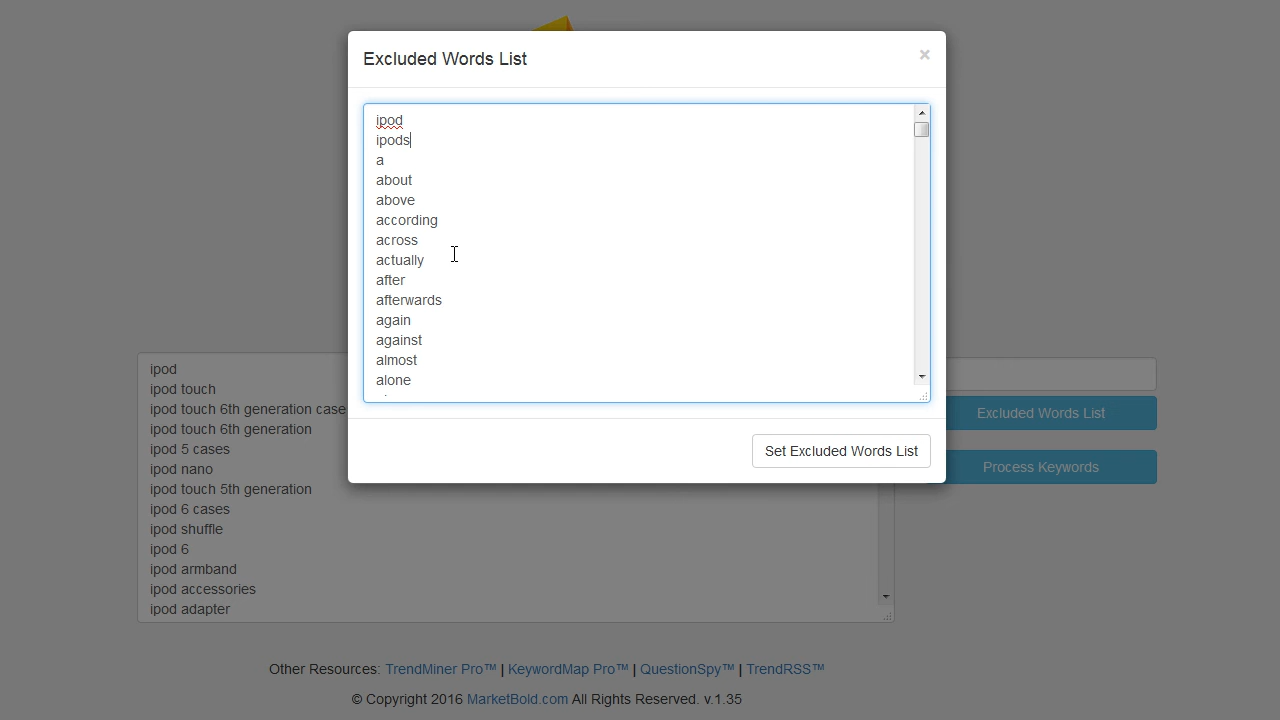 Excluded Words List
×
ipod
ipods
a
about
above
according
across
actually
after
afterwards
again
against
almost
alone
Set Excluded Words List
ipod
ipod touch
ipod touch 6th generation case
ipod touch 6th generation
ipod 5 cases
ipod nano
ipod touch 5th generation
ipod 6 cases
ipod shuffle
ipod 6
ipod armband
ipod accessories
ipod adapter
Excluded Words List
Process Keywords
Other Resources: TrendMiner Pro™ | KeywordMap Pro™ | QuestionSpy™ | TrendRSS™
© Copyright 2016 MarketBold.com All Rights Reserved. v.1.35